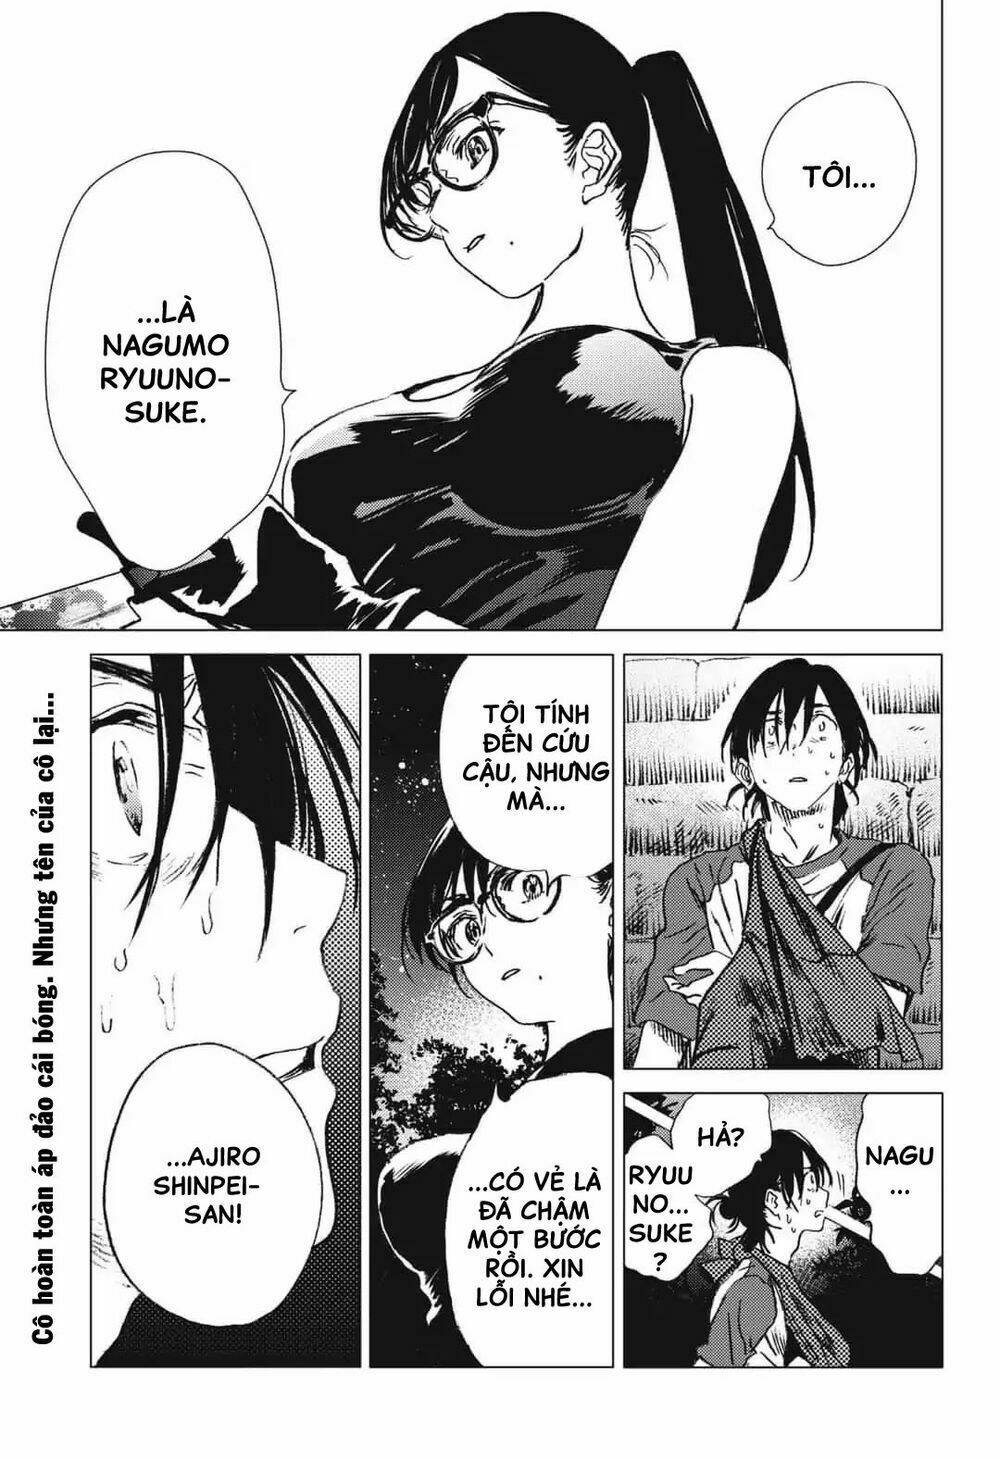 TÔI...
...LÀ
NAGUMO
RYUUNO-
SUKE.
NAGU
...
HẢ?
RYUU
NO...
SUKE
?
TÔI TÍNH
ĐẾN CỨU
CẬU, NHƯNG
MÀ...
...CÓ VẺ LÀ
ĐÃ CHẬM
MỘT BƯỚC
RỒI. XIN
LỖI NHÉ...
...AJIRO
SHINPEI-
SAN!
Cô hoàn toàn áp đảo cái bóng. Nhưng tên của cô lại...